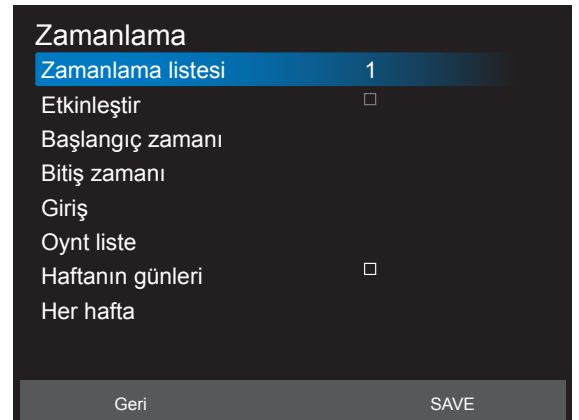 Zamanlama
Zamanlama listesi 1
Etkinleştir
Başlangıç zamanı
Bitiş zamanı
Giriş
Oynt liste
Haftanın günleri
Her hafta
Geri SAVE